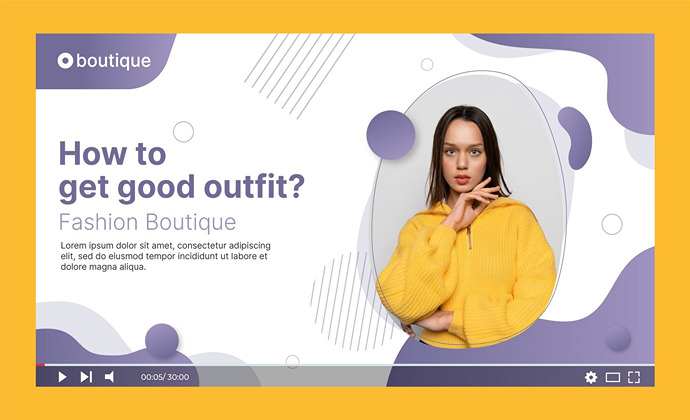 boutique
How to
get good outfit?
Fashion Boutique
Lorem ipsum dolor sit amet, consectetur adipiscing
elit, sed do eiusmod tempor incididunt ut labore et
dolore magna aliqua.
00:05/ 30:00